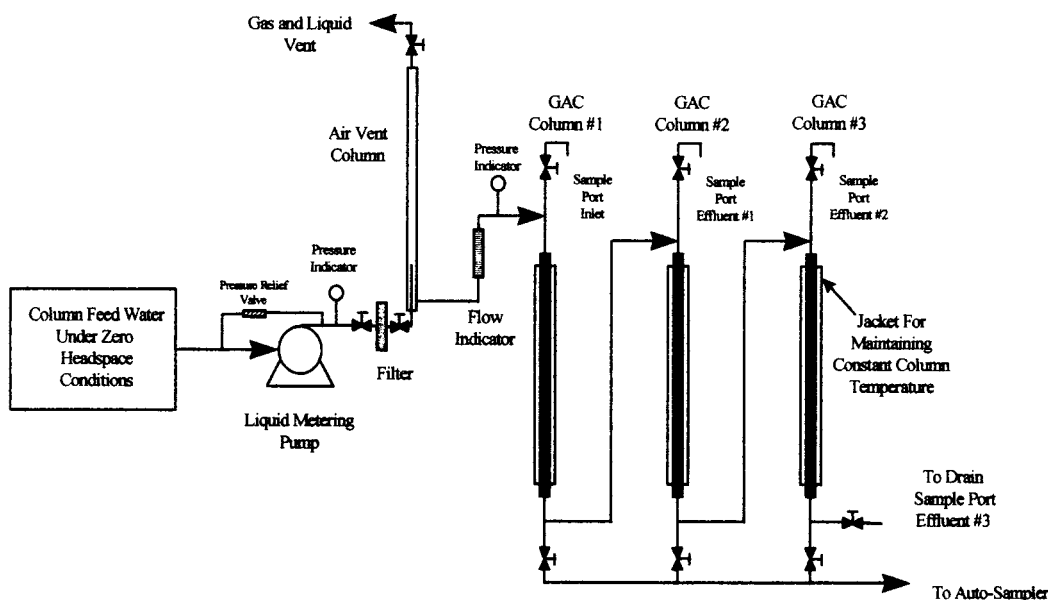 Gas and Liquid
Vent
Air Vent
Column
Pressure
Indicator
GAC
Column #1
GAC
Column #2
GAC
Column #3
Sample
Port
Inlet
Sample
Port
Effluent #1
Sample
Port
Effluent #2
Column Feed Water
Under Zero
Headspace
Conditions
Pressure Relief
Valve
Pressure
Indicator
Liquid Metering
Pump
Filter
Flow
Indicator
Jacket For
Maintaining
Constant Column
Temperature
To Drain
Sample Port
Effluent #3
To Auto-Sampler